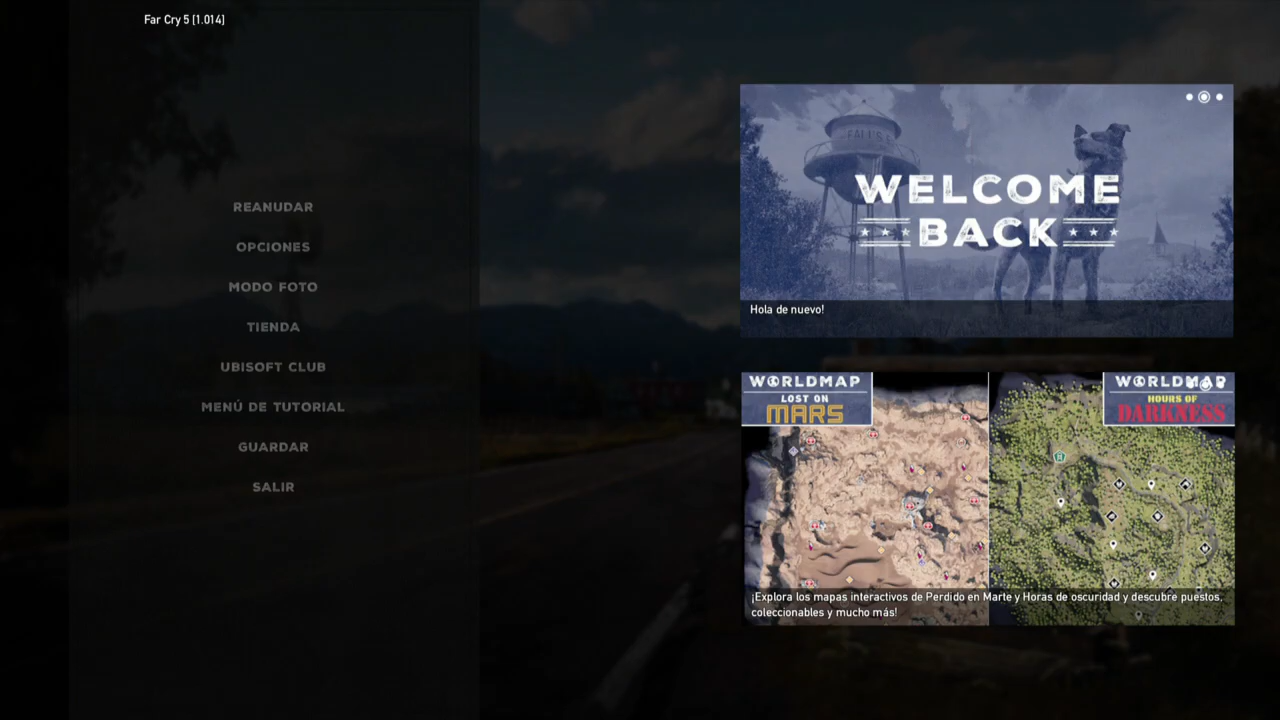 Far Cry 5 [1.014]
REANUDAR
OPCIONES
MODO FOTO
TIENDA
UBISOFT CLUB
MENÚ DE TUTORIAL
GUARDAR
SALIR
FALL'S
WELCOME
BACK
Hola de nuevo!
WORLDMAP
LOST ON
MARS
WORLDMAP
HOURS OF
DARKNESS
¡Explora los mapas interactivos de Perdido en Marte y Horas de oscuridad y descubre puestos,
coleccionables y mucho más!